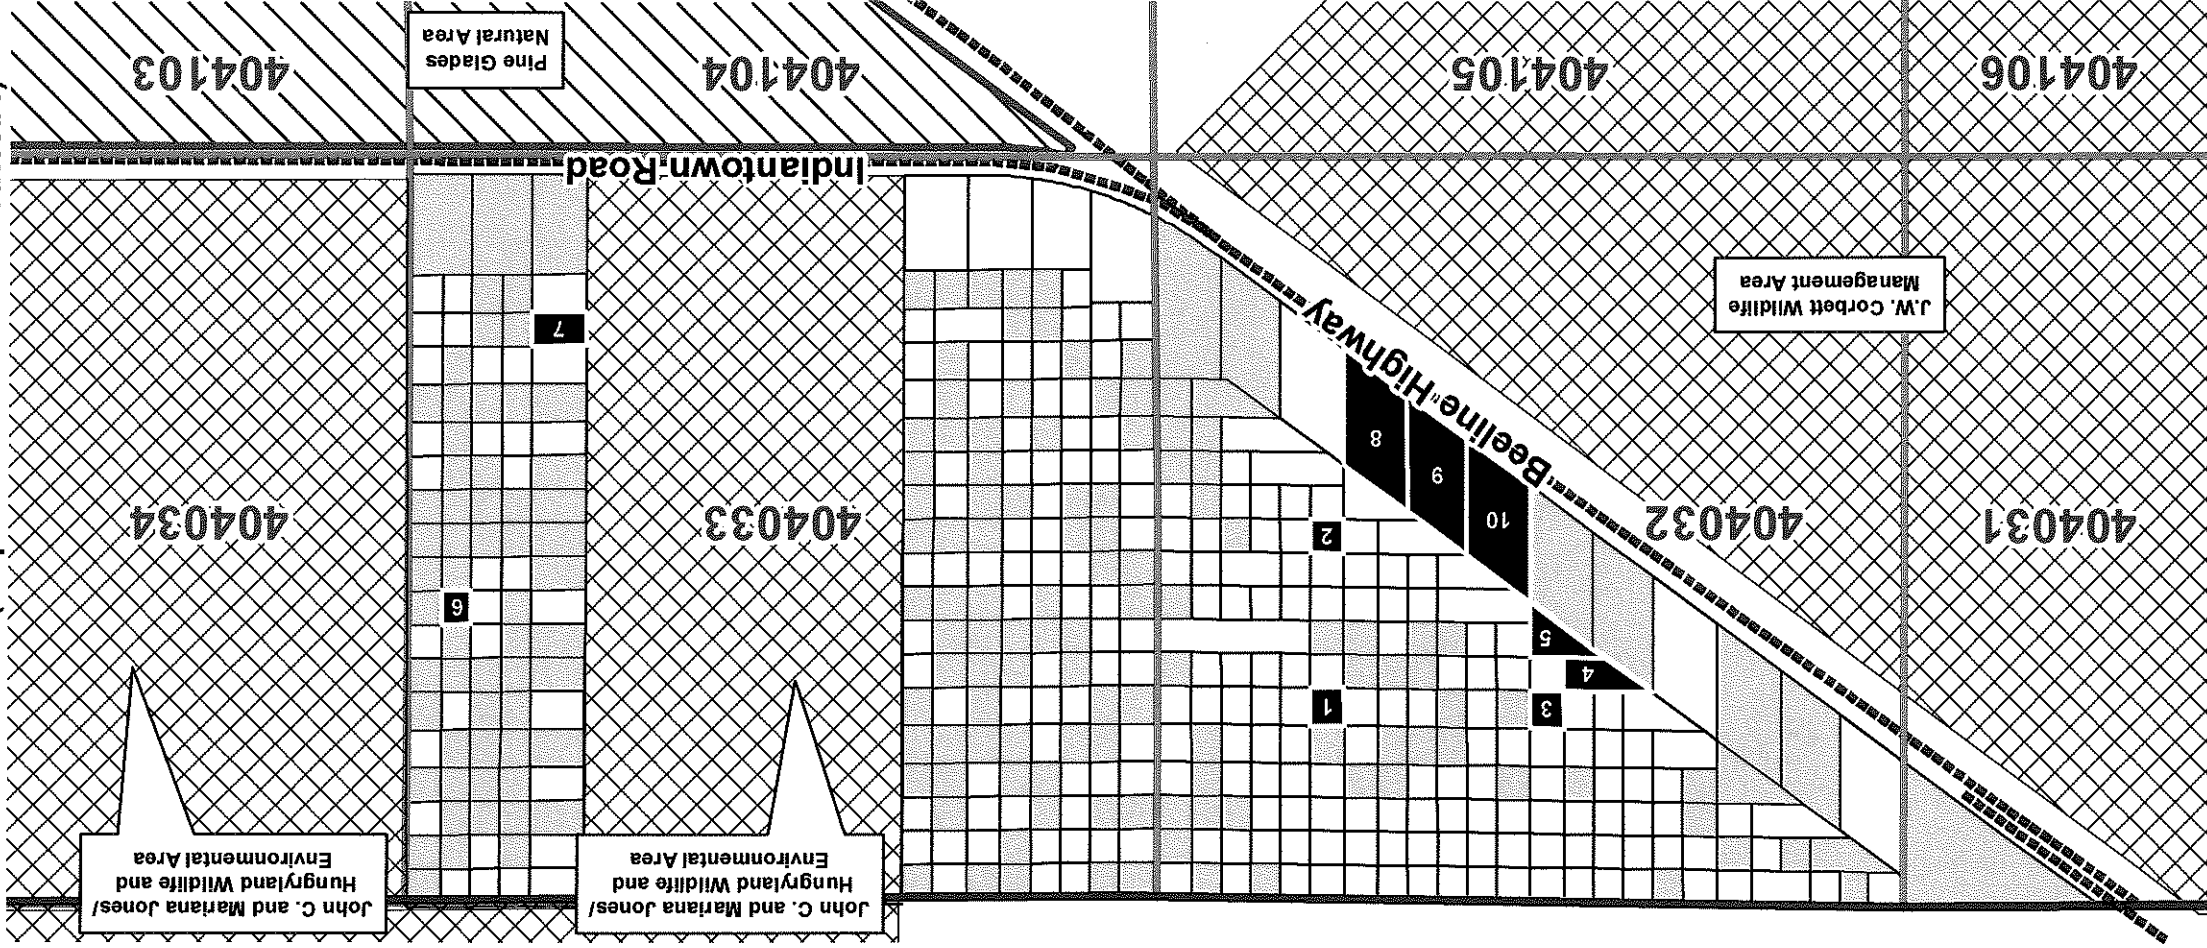 John C. and Mariana Jones/
Hungryland Wildlife and
Environmental Area
John C. and Mariana Jones/
Hungryland Wildlife and
Environmental Area
3
1
4
5
6
404031
404032
10
2
404033
404034
9
8
"Beeline" Highway
7
J.W. Corbett Wildlife
Management Area
Indiantown Road
404106
404105
404104
Pine Glades
Natural Area
404103